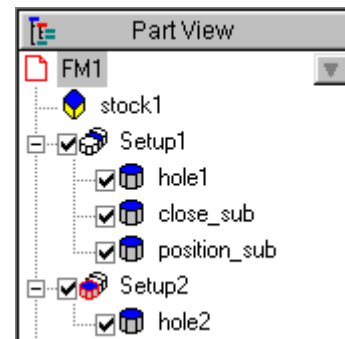 Part View
FM1
stock1
Setup1
hole1
close_sub
position_sub
Setup2
hole2